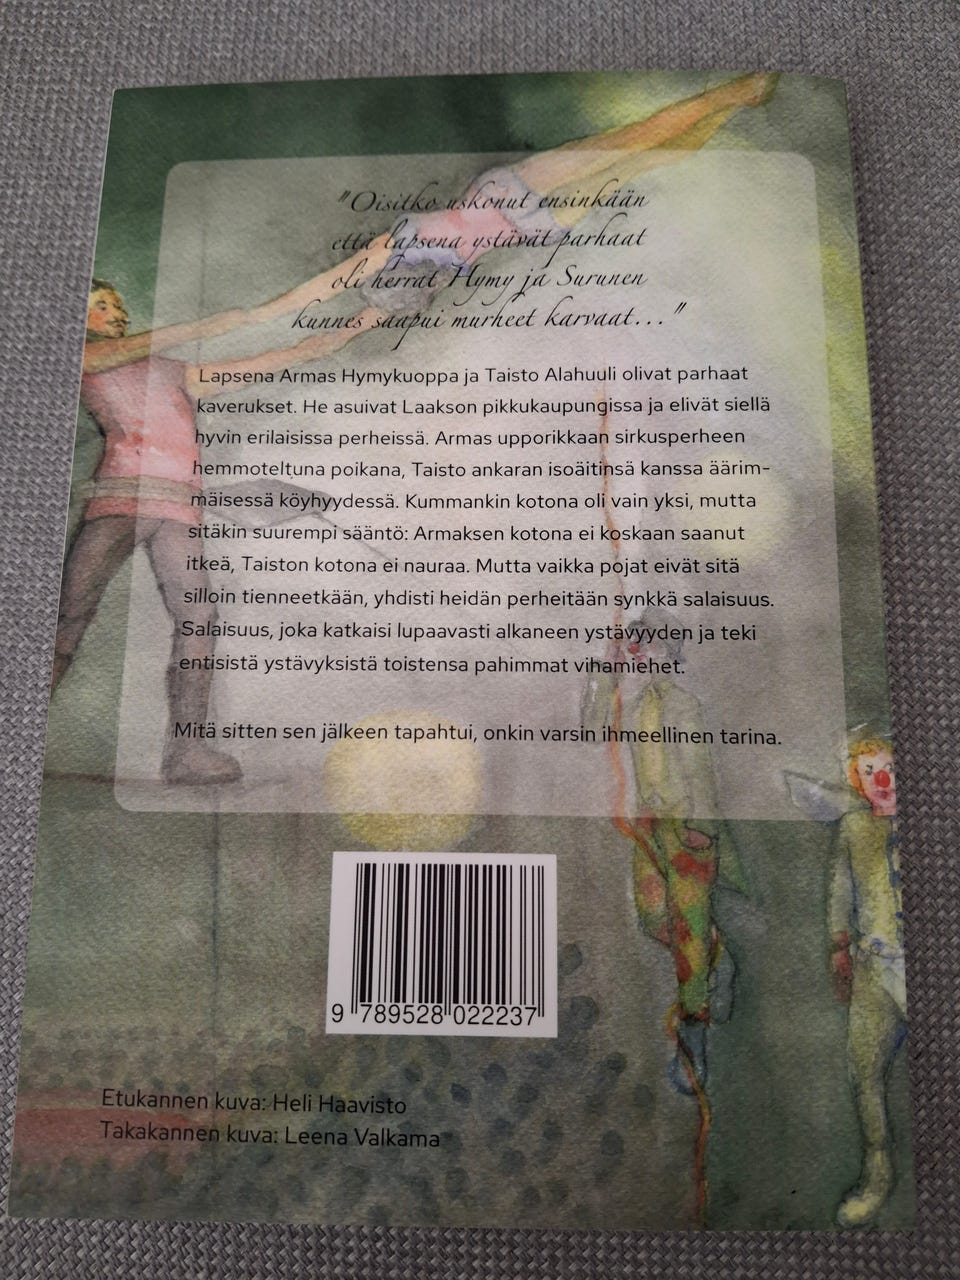 "Oisitko uskonut ensinkään
että lapsena ystävät parhaat
oli herrat Hymy ja Surunen
kunnes saapui murheet karvaat..."
Lapsena Armas Hymykuoppa ja Taisto Alahuuli olivat parhaat
kaverukset. He asuivat Laakson pikkukaupungissa ja elivät siellä
hyvin erilaisissa perheissä. Armas upporikkaan sirkusperheen
hemmoteltuna poikana, Taisto ankaran isoäitinsä kanssa äärim-
mäisessä köyhyydessä. Kummankin kotona oli vain yksi, mutta
sitäkin suurempi sääntö: Armaksen kotona ei koskaan saanut
itkeä, Taiston kotona ei nauraa. Mutta vaikka pojat eivät sitä
silloin tienneetkään, yhdisti heidän perheitään synkkä salaisuus.
Salaisuus, joka katkaisi lupaavasti alkaneen ystävyyden ja teki
entisistä ystävyksistä toistensa pahimmat vihamiehet.
Mitä sitten sen jälkeen tapahtui, onkin varsin ihmeellinen tarina.
9 789528 022237
Etukannen kuva: Heli Haavisto
Takakannen kuva: Leena Valkama